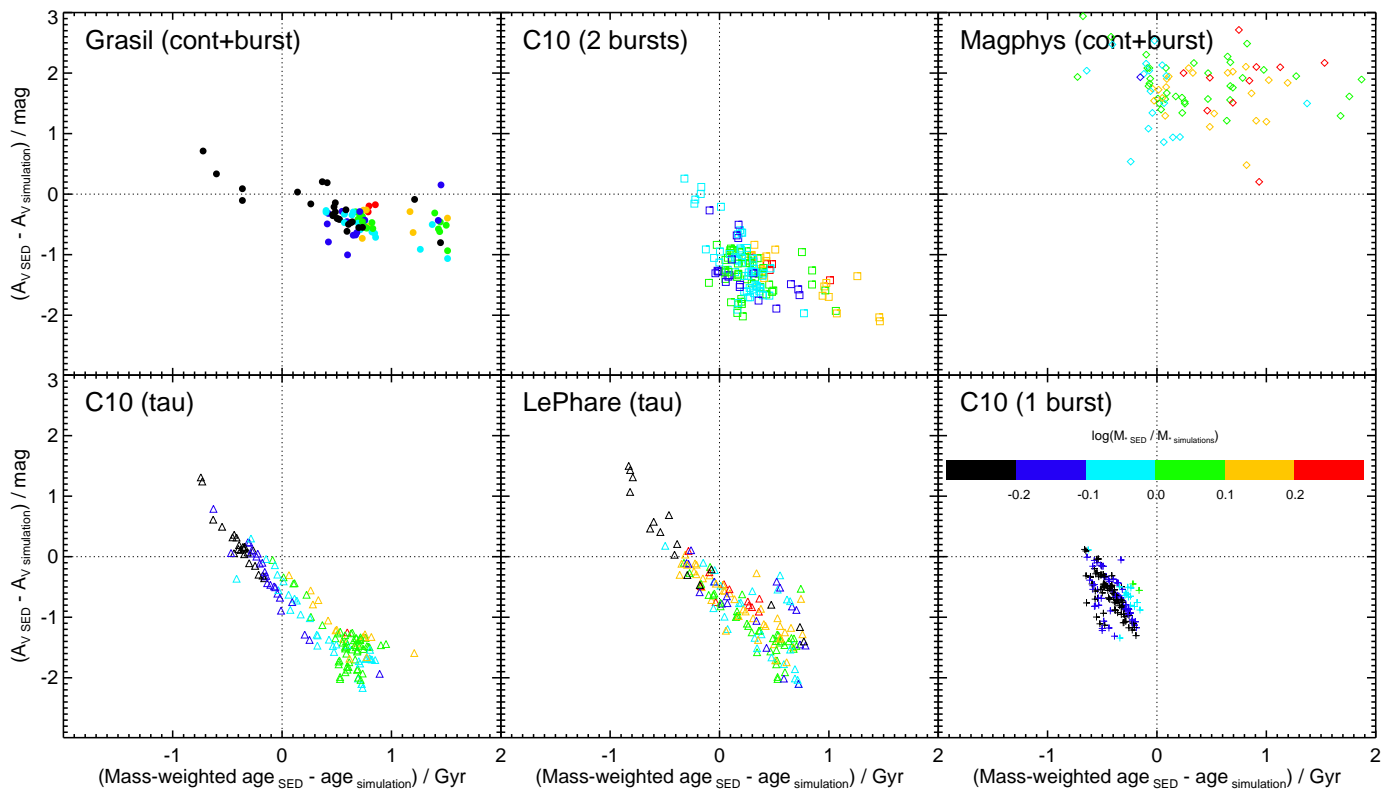 Grasil (cont+burst)
C10 (2 bursts)
Magphys (cont+burst)
3
2
1
0
-1
-2
(A_V SED - A_V simulation) / mag
C10 (tau)
LePhare (tau)
C10 (1 burst)
log(M*SED / M*simulations)
-0.2 -0.1 0.0 0.1 0.2
3
2
1
0
-1
-2
(A_V SED - A_V simulation) / mag
-1 0 1 2
-1 0 1 2
-1 0 1 2
(Mass-weighted age SED - age simulation) / Gyr
(Mass-weighted age SED - age simulation) / Gyr
(Mass-weighted age SED - age simulation) / Gyr